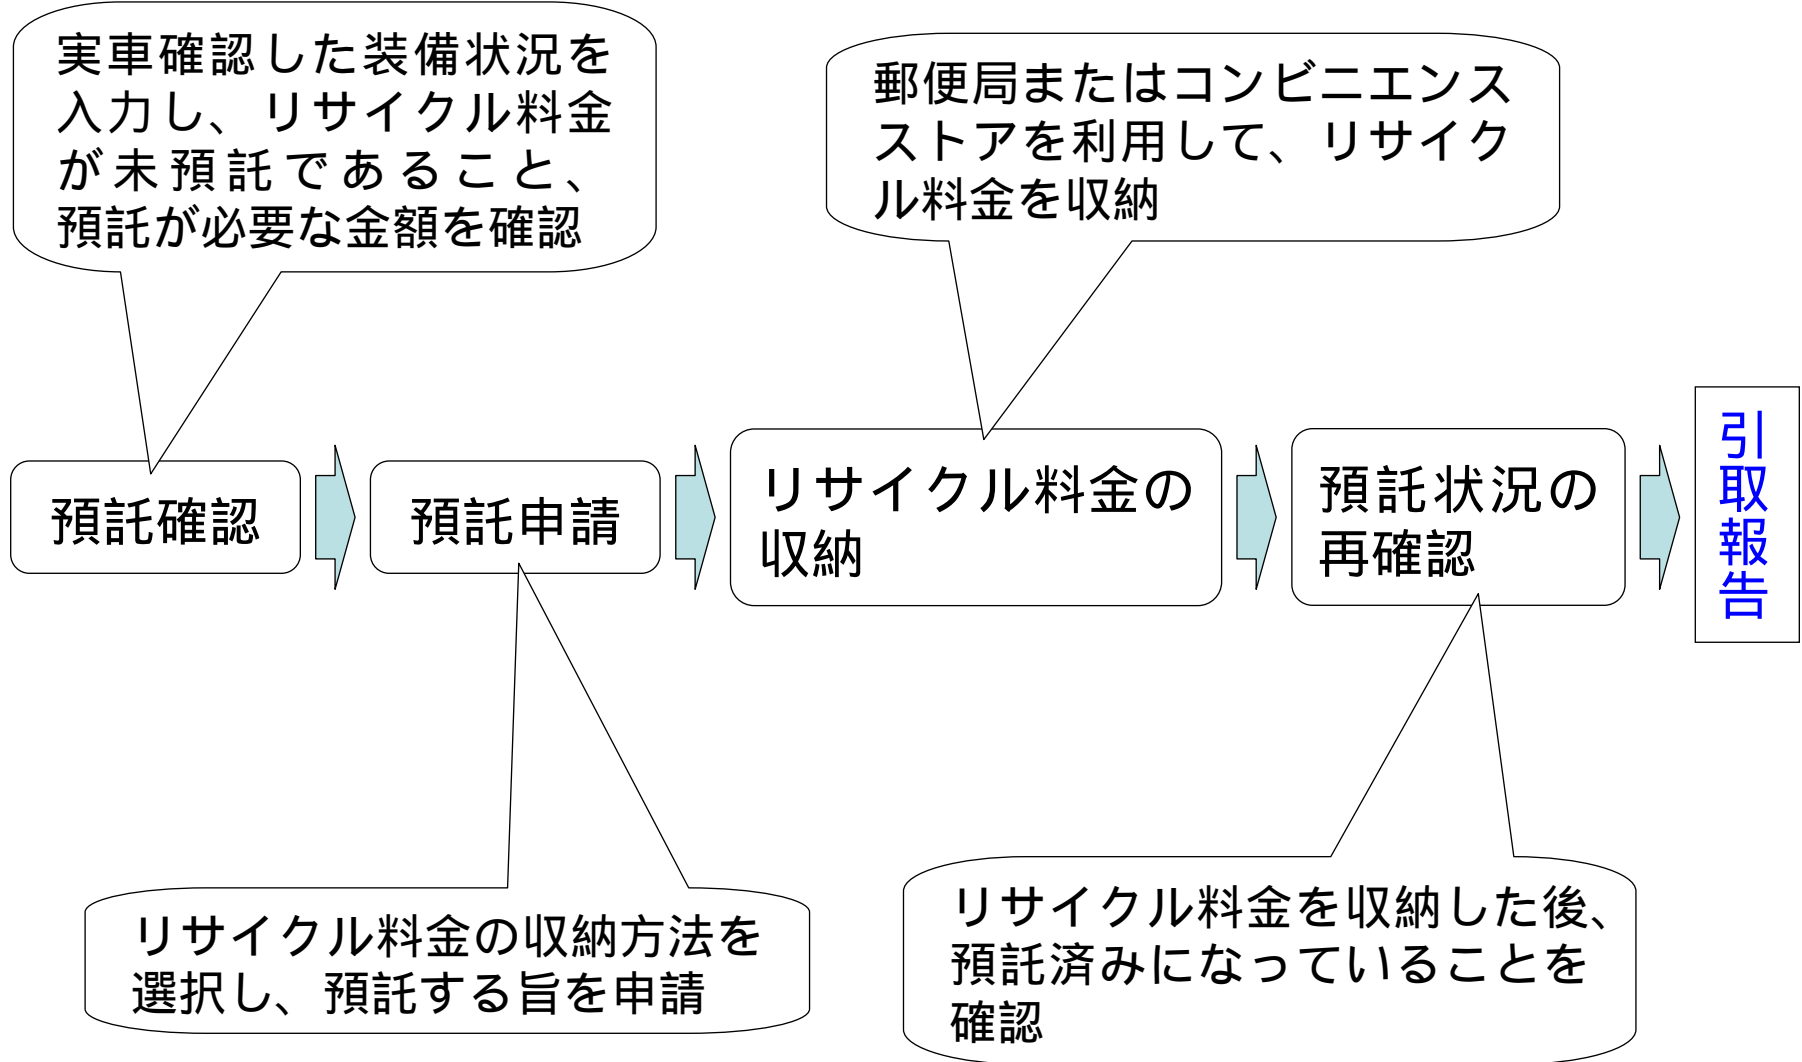 実車確認した装備状況を
入力し、リサイクル料金
が未預託であること、
預託が必要な金額を確認
郵便局またはコンビニエンス
ストアを利用して、リサイク
ル料金を収納
預託確認
預託申請
リサイクル料金の
収納
預託状況の
再確認
引取報告
リサイクル料金の収納方法を
選択し、預託する旨を申請
リサイクル料金を収納した後、
預託済みになっていることを
確認